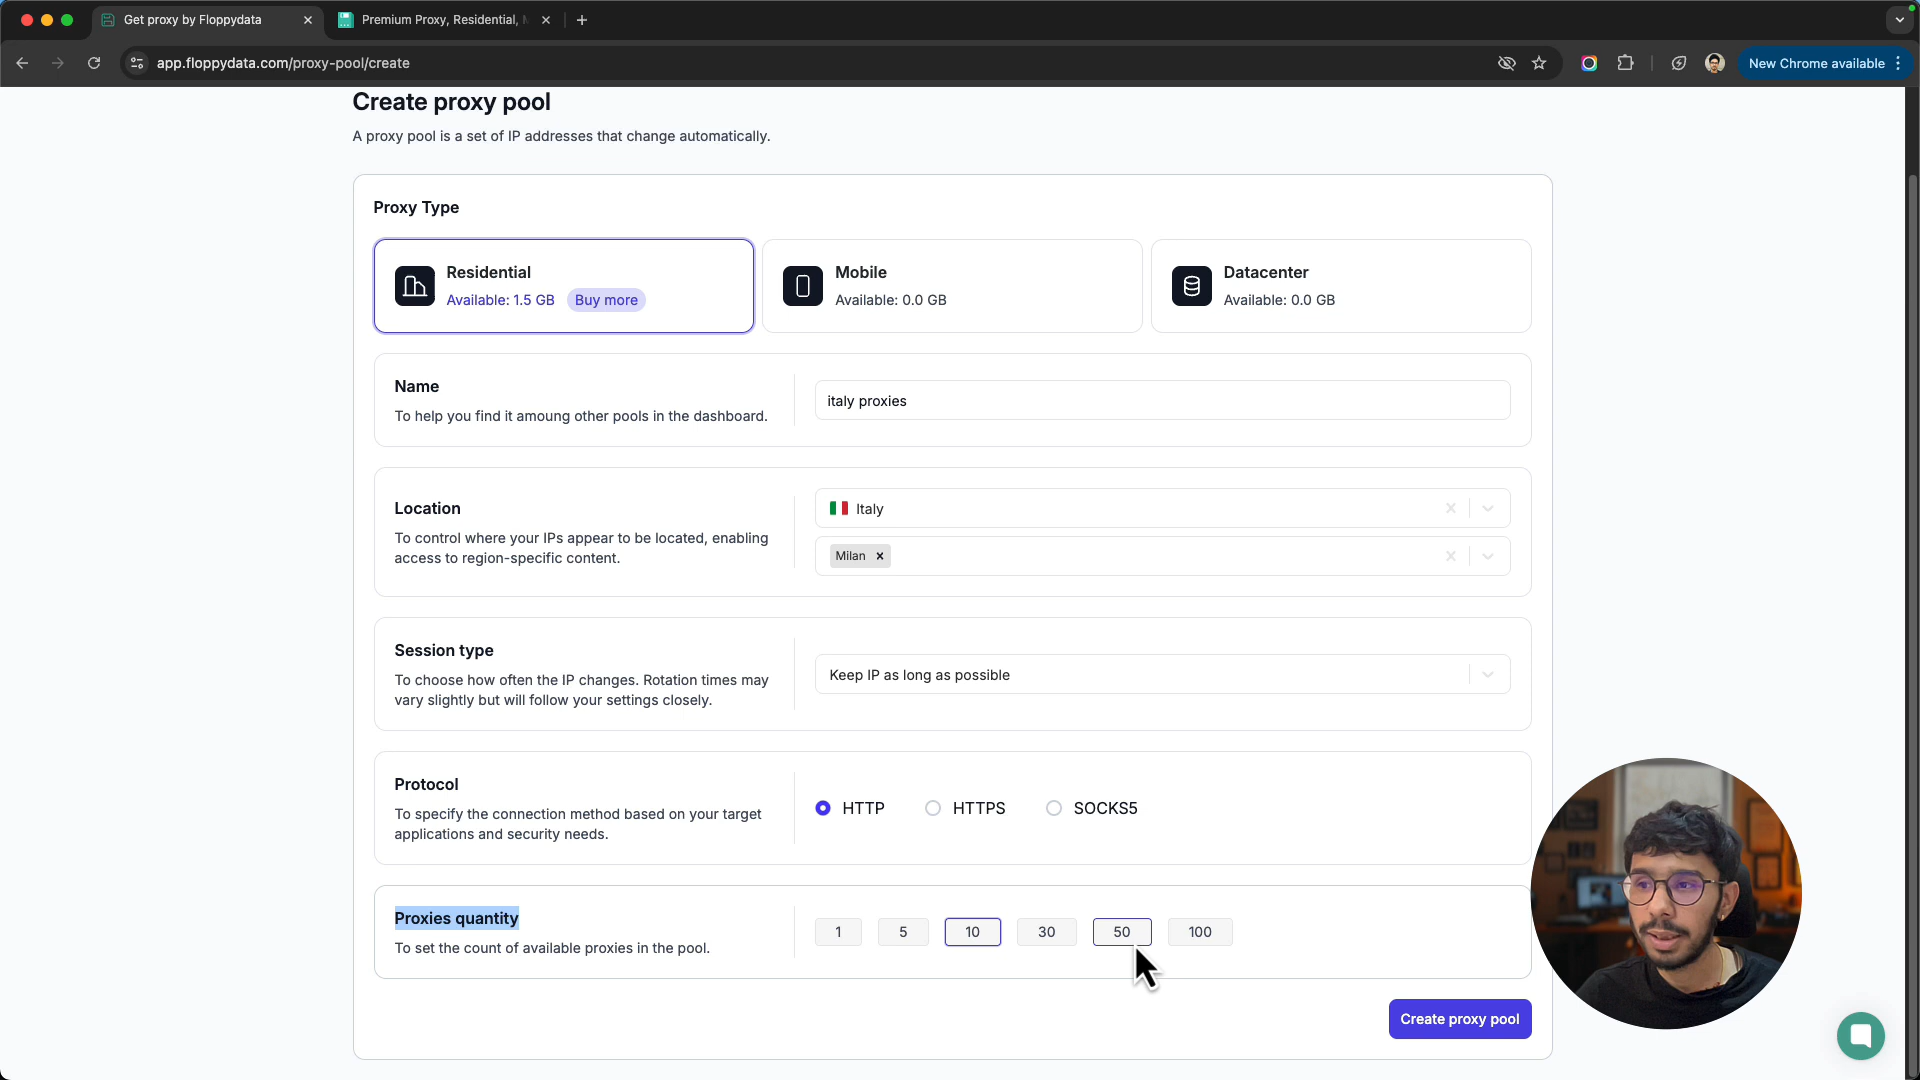 Get proxy by Floppydata
Premium Proxy, Residential,
app.floppydata.com/proxy-pool/create
New Chrome available
Create proxy pool
A proxy pool is a set of IP addresses that change automatically.
Proxy Type
Residential
Available: 1.5 GB
Buy more
Mobile
Available: 0.0 GB
Datacenter
Available: 0.0 GB
Name
To help you find it amoung other pools in the dashboard.
italy proxies
Location
To control where your IPs appear to be located, enabling
access to region-specific content.
Italy
Milan
Session type
To choose how often the IP changes. Rotation times may
vary slightly but will follow your settings closely.
Keep IP as long as possible
Protocol
To specify the connection method based on your target
applications and security needs.
HTTP
HTTPS
SOCKS5
Proxies quantity
To set the count of available proxies in the pool.
1
5
10
30
50
100
Create proxy pool